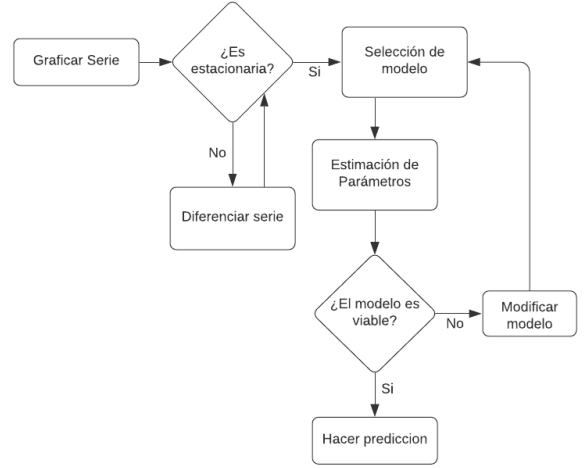 Graficar Serie
¿Es
estacionaria?
Si
Selección de
modelo
No
Diferenciar serie
Estimación de
Parámetros
¿El modelo es
viable?
No
Modificar
modelo
Si
Hacer prediccion